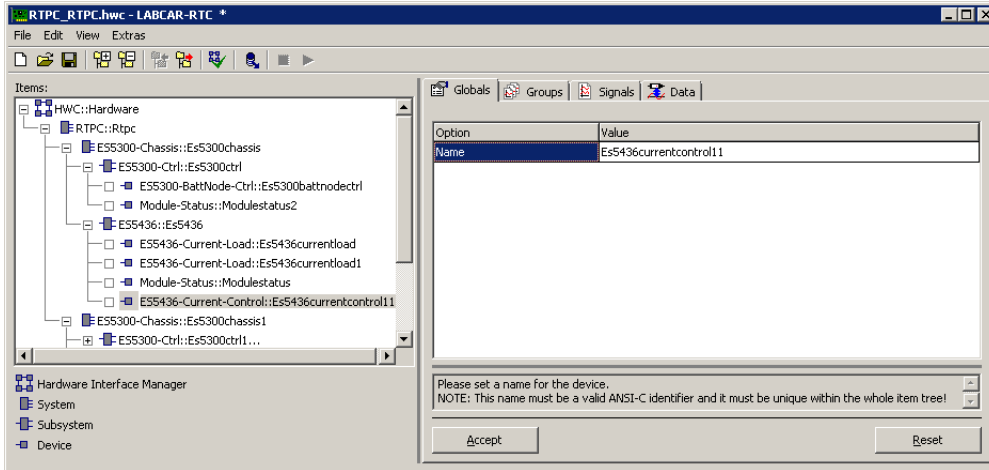 RTPC_RTPC.hwc - LABCAR-RTC *
File Edit View Extras
Items:
HWC::Hardware
RTPC::Rtpc
ES5300-Chassis::Es5300chassis
ES5300-Ctrl::Es5300ctrl
ES5300-BattNode-Ctrl::Es5300battnodectrl
Module-Status::Modulestatus2
ES5436::Es5436
ES5436-Current-Load::Es5436currentload
ES5436-Current-Load::Es5436currentload1
Module-Status::Modulestatus
ES5436-Current-Control::Es5436currentcontrol11
ES5300-Chassis::Es5300chassis1
ES5300-Ctrl::Es5300ctrl1...
Hardware Interface Manager
System
Subsystem
Device
Globals Groups Signals Data
Option Value
Name Es5436currentcontrol11
Please set a name for the device.
NOTE: This name must be a valid ANSI-C identifier and it must be unique within the whole item tree!
Accept Reset